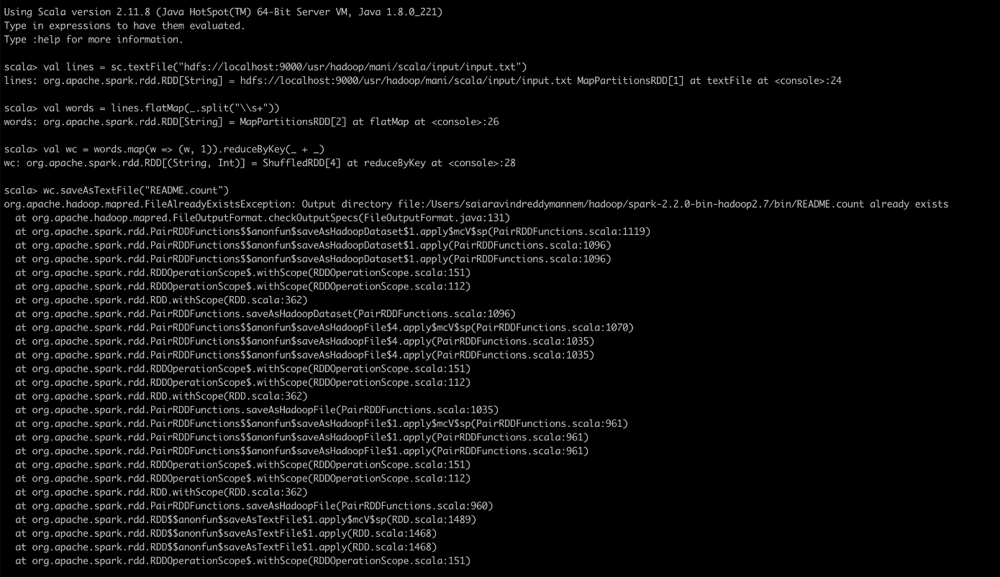 Using Scala version 2.11.8 (Java HotSpot(TM) 64-Bit Server VM, Java 1.8.0_221)
Type in expressions to have them evaluated.
Type :help for more information.
scala> val lines = sc.textFile("hdfs://localhost:9000/usr/hadoop/mani/scala/input/input.txt")
lines: org.apache.spark.rdd.RDD[String] = hdfs://localhost:9000/usr/hadoop/mani/scala/input/input.txt MapPartitionsRDD[1] at textFile at <console>:24
scala> val words = lines.flatMap(_.split("\\s+"))
words: org.apache.spark.rdd.RDD[String] = MapPartitionsRDD[2] at flatMap at <console>:26
scala> val wc = words.map(w => (w, 1)).reduceByKey(_ + _)
wc: org.apache.spark.rdd.RDD[(String, Int)] = ShuffledRDD[4] at reduceByKey at <console>:28
scala> wc.saveAsTextFile("README.count")
org.apache.hadoop.mapred.FileAlreadyExistsException: Output directory file:/Users/saiaravindreddymannem/hadoop/spark-2.2.0-bin-hadoop2.7/bin/README.count already exists
  at org.apache.hadoop.mapred.FileOutputFormat.checkOutputSpecs(FileOutputFormat.java:131)
  at org.apache.spark.rdd.PairRDDFunctions$$anonfun$saveAsHadoopDataset$1.apply$mcV$sp(PairRDDFunctions.scala:1119)
  at org.apache.spark.rdd.PairRDDFunctions$$anonfun$saveAsHadoopDataset$1.apply(PairRDDFunctions.scala:1096)
  at org.apache.spark.rdd.PairRDDFunctions$$anonfun$saveAsHadoopDataset$1.apply(PairRDDFunctions.scala:1096)
  at org.apache.spark.rdd.RDDOperationScope$.withScope(RDDOperationScope.scala:151)
  at org.apache.spark.rdd.RDDOperationScope$.withScope(RDDOperationScope.scala:112)
  at org.apache.spark.rdd.RDD.withScope(RDD.scala:362)
  at org.apache.spark.rdd.PairRDDFunctions.saveAsHadoopDataset(PairRDDFunctions.scala:1096)
  at org.apache.spark.rdd.PairRDDFunctions$$anonfun$saveAsHadoopFile$4.apply$mcV$sp(PairRDDFunctions.scala:1070)
  at org.apache.spark.rdd.PairRDDFunctions$$anonfun$saveAsHadoopFile$4.apply(PairRDDFunctions.scala:1035)
  at org.apache.spark.rdd.PairRDDFunctions$$anonfun$saveAsHadoopFile$4.apply(PairRDDFunctions.scala:1035)
  at org.apache.spark.rdd.RDDOperationScope$.withScope(RDDOperationScope.scala:151)
  at org.apache.spark.rdd.RDDOperationScope$.withScope(RDDOperationScope.scala:112)
  at org.apache.spark.rdd.RDD.withScope(RDD.scala:362)
  at org.apache.spark.rdd.PairRDDFunctions.saveAsHadoopFile(PairRDDFunctions.scala:1035)
  at org.apache.spark.rdd.PairRDDFunctions$$anonfun$saveAsHadoopFile$1.apply$mcV$sp(PairRDDFunctions.scala:961)
  at org.apache.spark.rdd.PairRDDFunctions$$anonfun$saveAsHadoopFile$1.apply(PairRDDFunctions.scala:961)
  at org.apache.spark.rdd.PairRDDFunctions$$anonfun$saveAsHadoopFile$1.apply(PairRDDFunctions.scala:961)
  at org.apache.spark.rdd.RDDOperationScope$.withScope(RDDOperationScope.scala:151)
  at org.apache.spark.rdd.RDDOperationScope$.withScope(RDDOperationScope.scala:112)
  at org.apache.spark.rdd.RDD.withScope(RDD.scala:362)
  at org.apache.spark.rdd.PairRDDFunctions.saveAsHadoopFile(PairRDDFunctions.scala:960)
  at org.apache.spark.rdd.RDD$$anonfun$saveAsTextFile$1.apply$mcV$sp(RDD.scala:1489)
  at org.apache.spark.rdd.RDD$$anonfun$saveAsTextFile$1.apply(RDD.scala:1468)
  at org.apache.spark.rdd.RDD$$anonfun$saveAsTextFile$1.apply(RDD.scala:1468)
  at org.apache.spark.rdd.RDDOperationScope$.withScope(RDDOperationScope.scala:151)